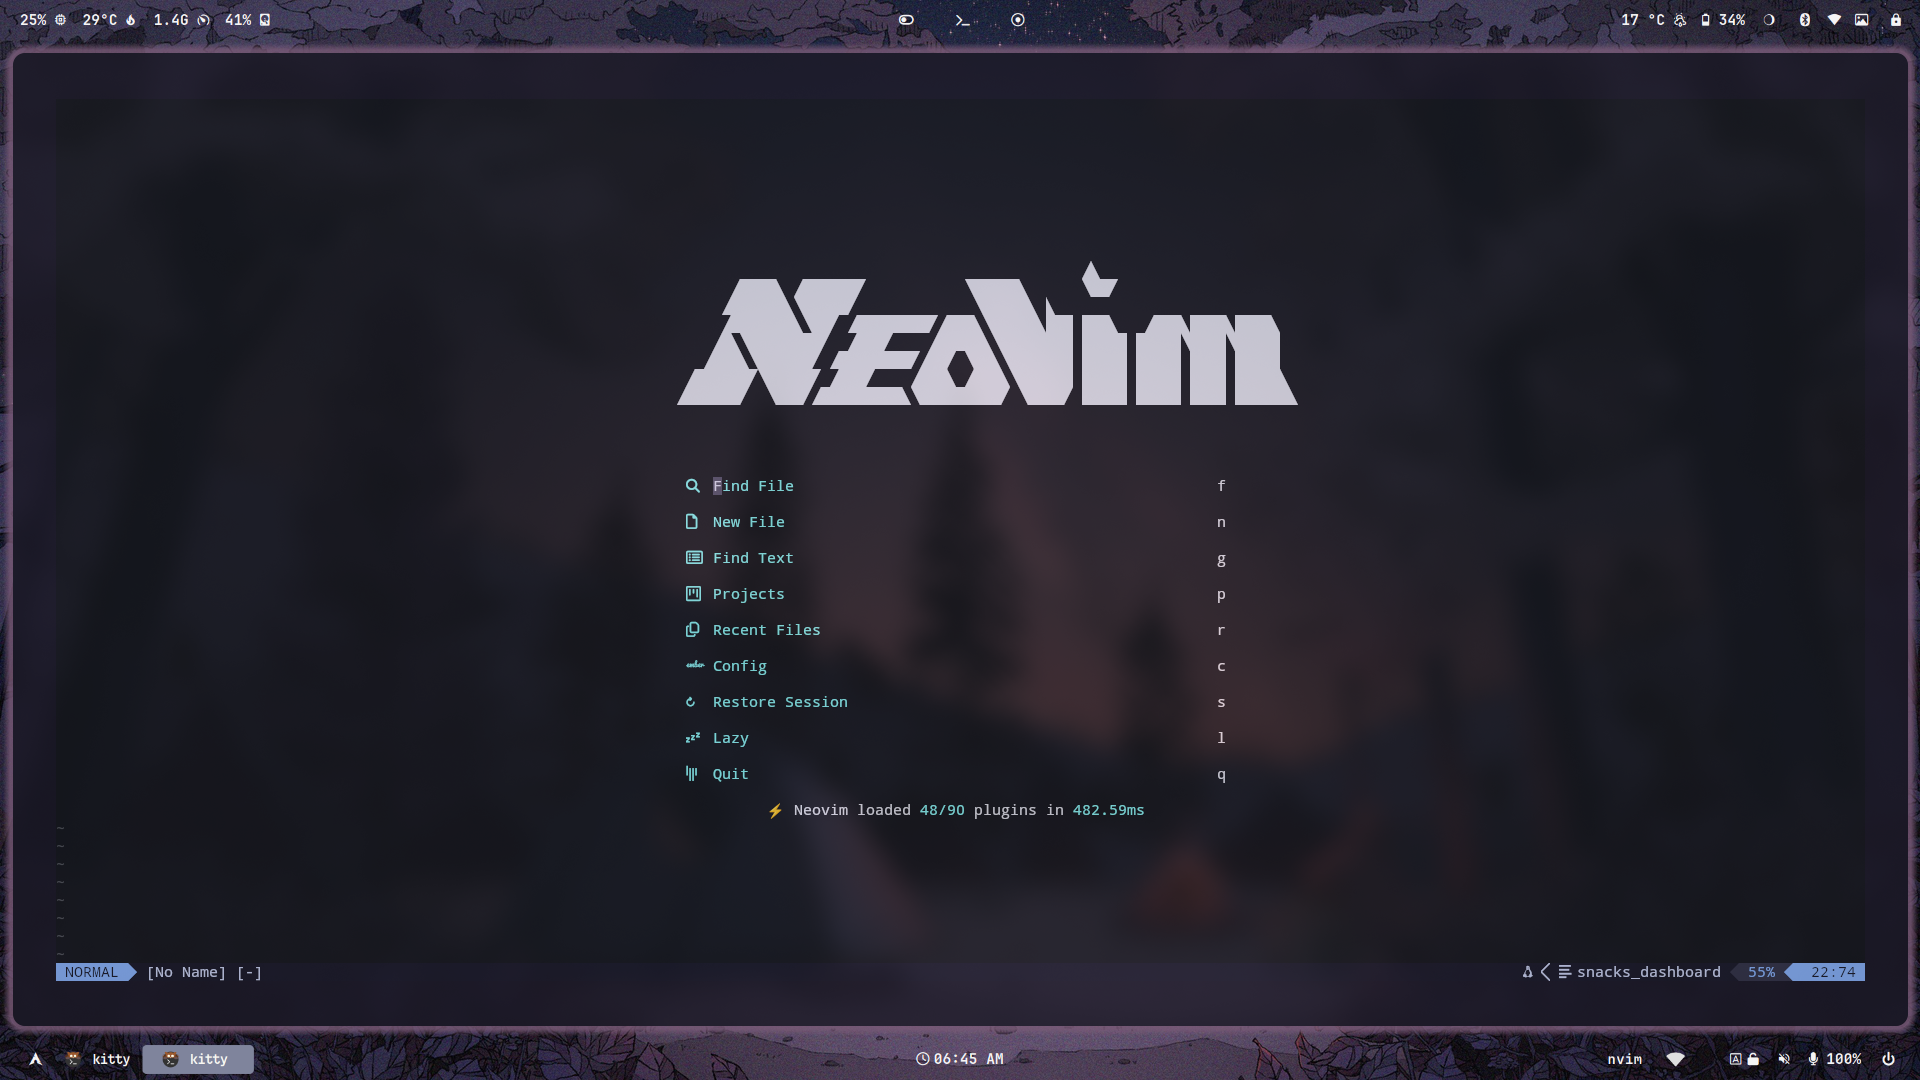 25% 29°C 1.4G 41% 17 °C 34%
NEOVIM
Find File f
New File n
Find Text g
Projects p
Recent Files r
Config c
Restore Session s
Lazy l
Quit q
⚡ Neovim loaded 48/90 plugins in 482.59ms
~
~
~
~
~
~
~
~
NORMAL [No Name] [-] snacks_dashboard 55% 22:74
kitty kitty 06:45 AM nvim A 100%